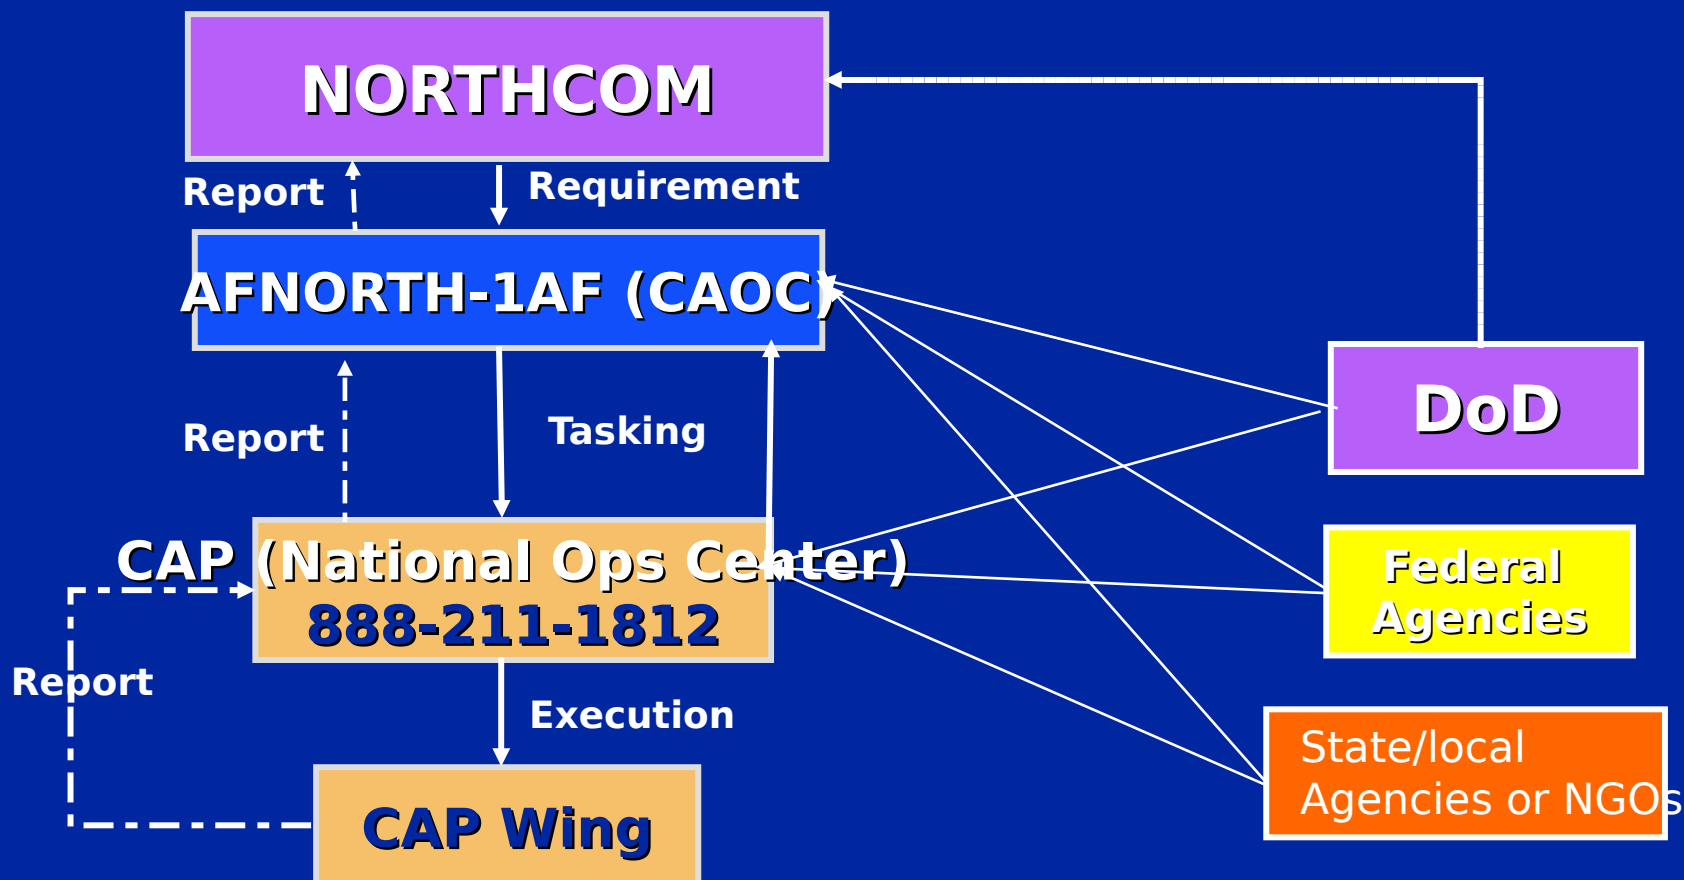 NORTHCOM
Report
Requirement
AFNORTH-1AF (CAOC)
Report
Tasking
DoD
CAP (National Ops Center)
888-211-1812
Federal
Agencies
Report
Execution
State/local
Agencies or NGOs
CAP Wing